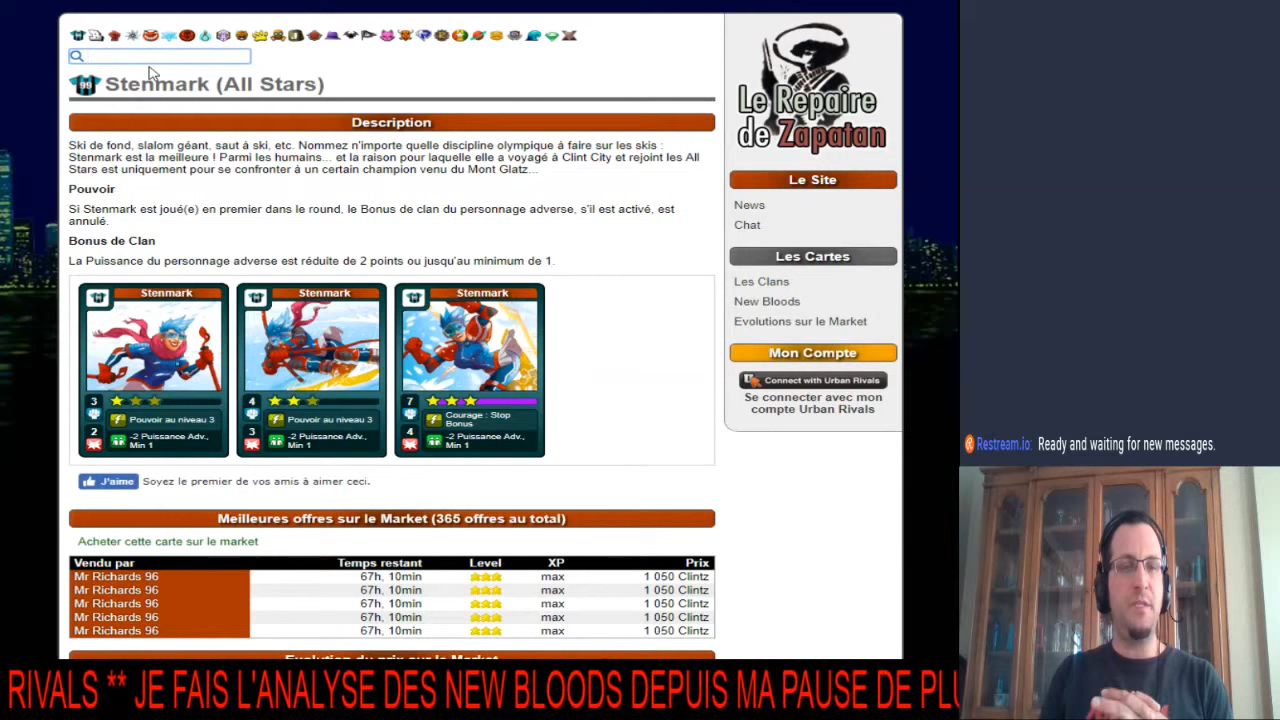 99 Stenmark (All Stars)
Description
Ski de fond, slalom géant, saut à ski, etc. Nommez n'importe quelle discipline olympique à faire sur les skis :
Stenmark est la meilleure ! Parmi les humains... et la raison pour laquelle elle a voyagé à Clint City et rejoint les All
Stars est uniquement pour se confronter à un certain champion venu du Mont Glatz...
Pouvoir
Si Stenmark est joué(e) en premier dans le round, le Bonus de clan du personnage adverse, s'il est activé, est
annulé.
Bonus de Clan
La Puissance du personnage adverse est réduite de 2 points ou jusqu'au minimum de 1.
Stenmark
3
Pouvoir au niveau 3
2
-2 Puissance Adv.,
Min 1
Stenmark
4
Pouvoir au niveau 3
3
-2 Puissance Adv.,
Min 1
Stenmark
7
Courage : Stop
Bonus
4
-2 Puissance Adv.,
Min 1
J'aime Soyez le premier de vos amis à aimer ceci.
Meilleures offres sur le Market (365 offres au total)
Acheter cette carte sur le market
Vendu par Temps restant Level XP Prix
Mr Richards 96 67h, 10min max 1 050 Clintz
Mr Richards 96 67h, 10min max 1 050 Clintz
Mr Richards 96 67h, 10min max 1 050 Clintz
Mr Richards 96 67h, 10min max 1 050 Clintz
Mr Richards 96 67h, 10min max 1 050 Clintz
Evolution du prix sur le Market
Le Repaire
de Zapatan
Le Site
News
Chat
Les Cartes
Les Clans
New Bloods
Evolutions sur le Market
Mon Compte
Connect with Urban Rivals
Se connecter avec mon
compte Urban Rivals
Restream.io: Ready and waiting for new messages.
RIVALS ** JE FAIS L'ANALYSE DES NEW BLOODS DEPUIS MA PAUSE DE PLU